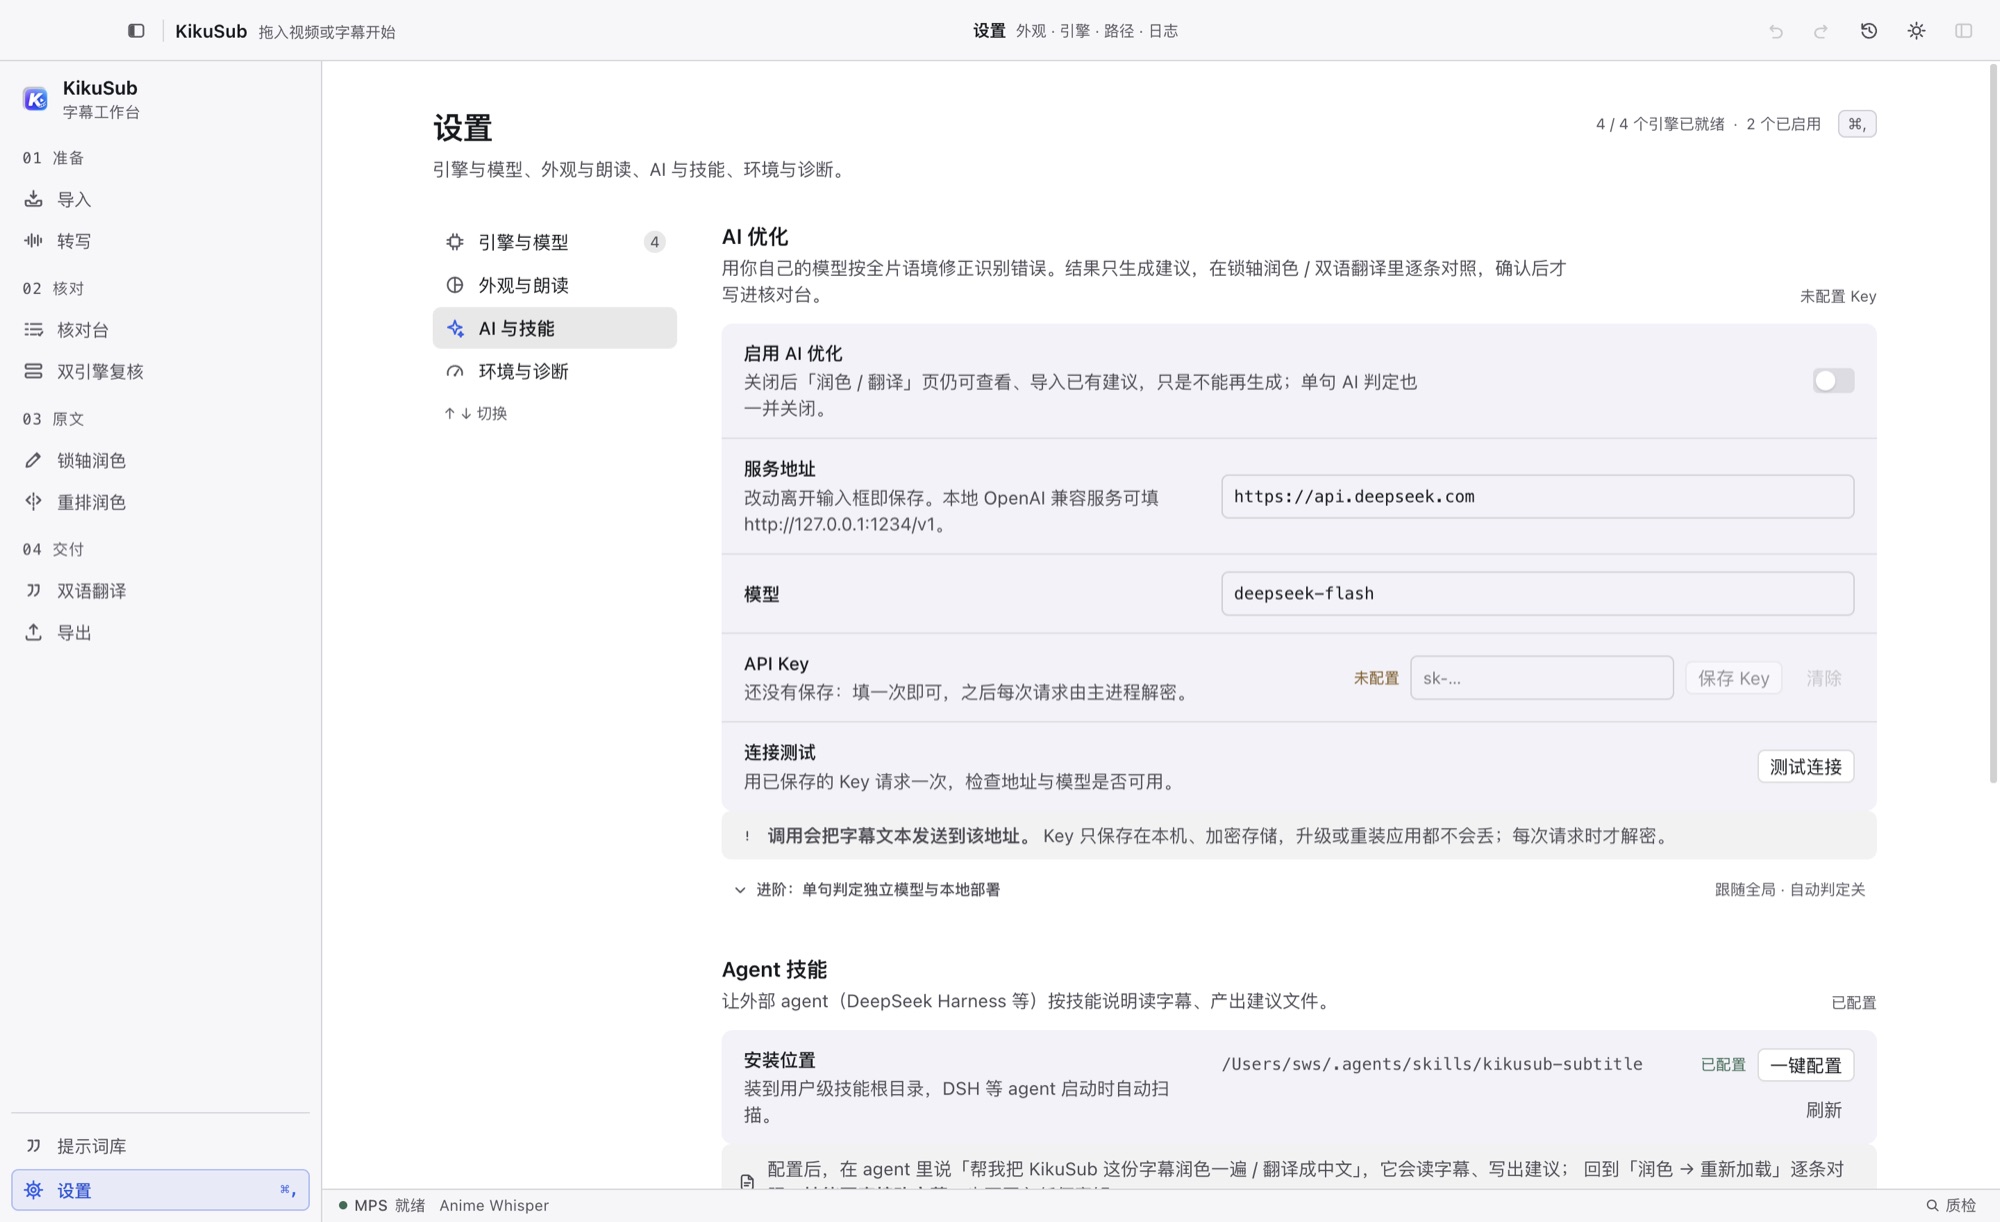 KikuSub 拖入视频或字幕开始
设置 外观 · 引擎 · 路径 · 日志
KikuSub
字幕工作台
01 准备
导入
转写
02 核对
核对台
双引擎复核
03 原文
锁轴润色
重排润色
04 交付
双语翻译
导出
提示词库
设置 ⌘,
设置
引擎与模型、外观与朗读、AI 与技能、环境与诊断。
4 / 4 个引擎已就绪 · 2 个已启用 ⌘,
引擎与模型 4
外观与朗读
AI 与技能
环境与诊断
↑ ↓ 切换
AI 优化
用你自己的模型按全片语境修正识别错误。结果只生成建议，在锁轴润色 / 双语翻译里逐条对照，确认后才
写进核对台。
未配置 Key
启用 AI 优化
关闭后「润色 / 翻译」页仍可查看、导入已有建议，只是不能再生成；单句 AI 判定也
一并关闭。
服务地址
改动离开输入框即保存。本地 OpenAI 兼容服务可填
http://127.0.0.1:1234/v1。
https://api.deepseek.com
模型
deepseek-flash
API Key
还没有保存：填一次即可，之后每次请求由主进程解密。
未配置 sk-... 保存 Key 清除
连接测试
用已保存的 Key 请求一次，检查地址与模型是否可用。
测试连接
! 调用会把字幕文本发送到该地址。 Key 只保存在本机、加密存储，升级或重装应用都不会丢；每次请求时才解密。
进阶：单句判定独立模型与本地部署
跟随全局 · 自动判定关
Agent 技能
让外部 agent（DeepSeek Harness 等）按技能说明读字幕、产出建议文件。
已配置
安装位置
装到用户级技能根目录，DSH 等 agent 启动时自动扫
描。
/Users/sws/.agents/skills/kikusub-subtitle
已配置 一键配置
刷新
配置后，在 agent 里说「帮我把 KikuSub 这份字幕润色一遍 / 翻译成中文」，它会读字幕、写出建议； 回到「润色 → 重新加载」逐条对
MPS 就绪 Anime Whisper
质检